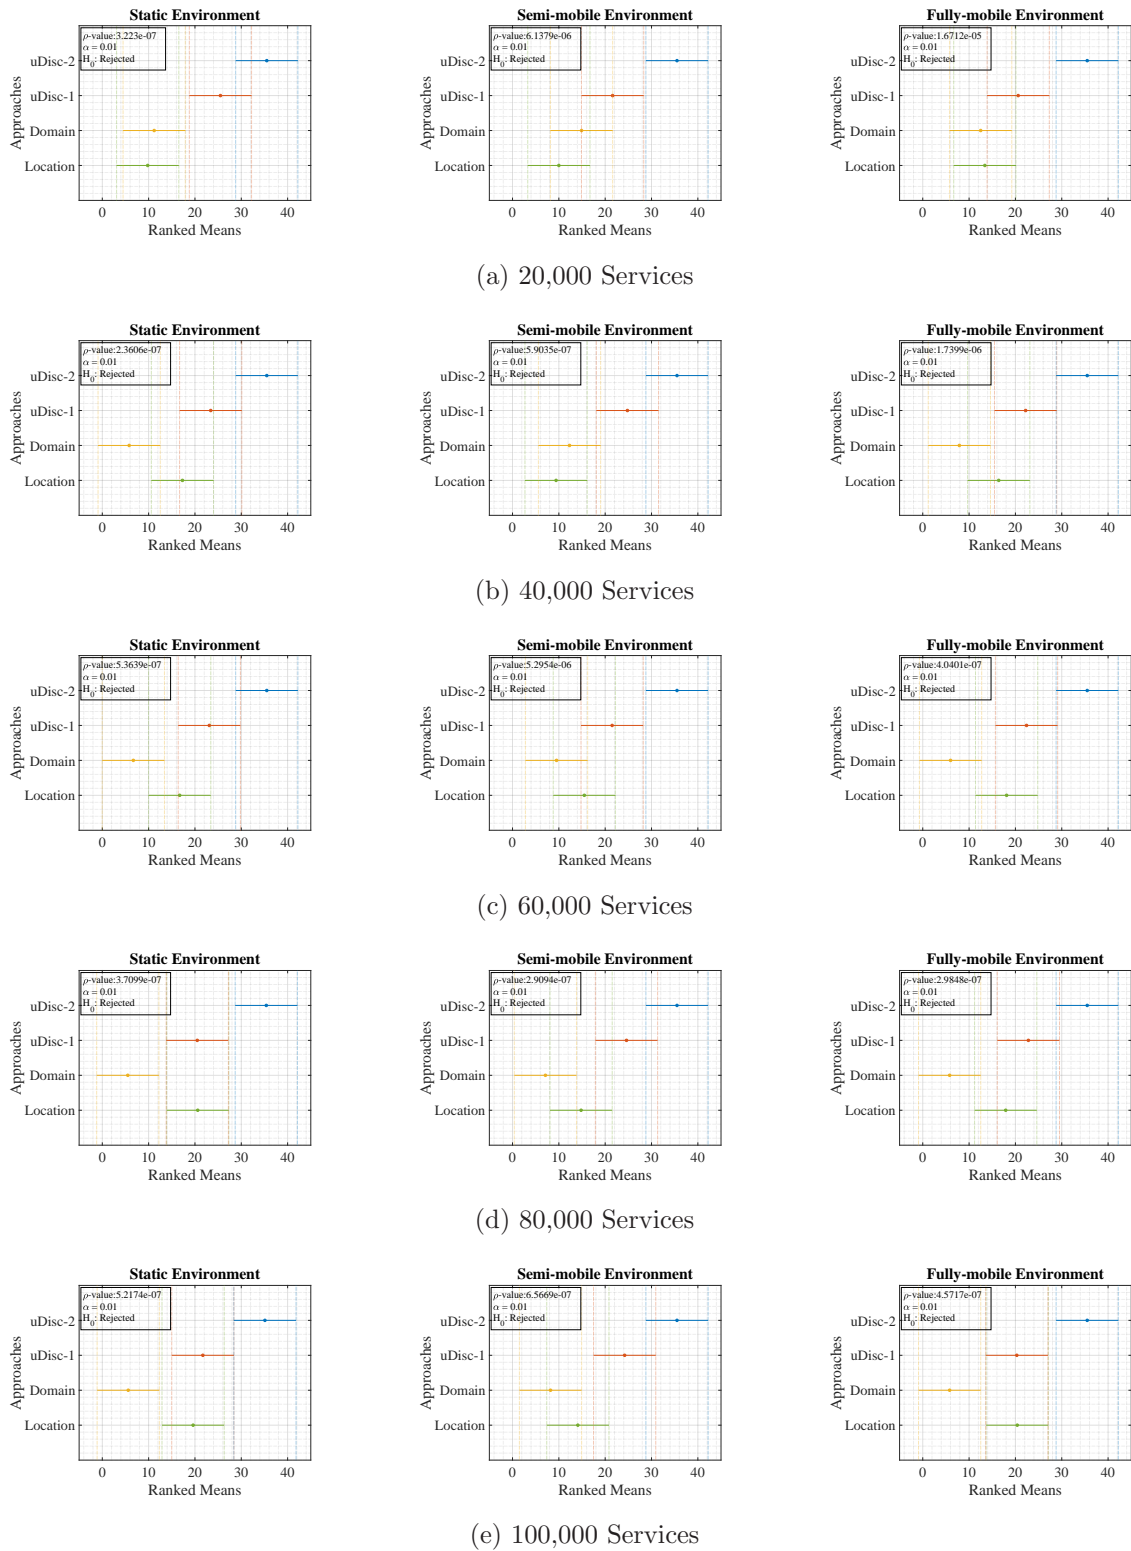 Static Environment
ρ-value:3.223e-07
α = 0.01
H0: Rejected
uDisc-2
uDisc-1
Domain
Location
Approaches
0 10 20 30 40
Ranked Means
Semi-mobile Environment
ρ-value:6.1379e-06
α = 0.01
H0: Rejected
uDisc-2
uDisc-1
Domain
Location
Approaches
0 10 20 30 40
Ranked Means
Fully-mobile Environment
ρ-value:1.6712e-05
α = 0.01
H0: Rejected
uDisc-2
uDisc-1
Domain
Location
Approaches
0 10 20 30 40
Ranked Means
(a) 20,000 Services
Static Environment
ρ-value:2.3606e-07
α = 0.01
H0: Rejected
uDisc-2
uDisc-1
Domain
Location
Approaches
0 10 20 30 40
Ranked Means
Semi-mobile Environment
ρ-value:5.9035e-07
α = 0.01
H0: Rejected
uDisc-2
uDisc-1
Domain
Location
Approaches
0 10 20 30 40
Ranked Means
Fully-mobile Environment
ρ-value:1.7399e-06
α = 0.01
H0: Rejected
uDisc-2
uDisc-1
Domain
Location
Approaches
0 10 20 30 40
Ranked Means
(b) 40,000 Services
Static Environment
ρ-value:5.3639e-07
α = 0.01
H0: Rejected
uDisc-2
uDisc-1
Domain
Location
Approaches
0 10 20 30 40
Ranked Means
Semi-mobile Environment
ρ-value:5.2954e-06
α = 0.01
H0: Rejected
uDisc-2
uDisc-1
Domain
Location
Approaches
0 10 20 30 40
Ranked Means
Fully-mobile Environment
ρ-value:4.0401e-07
α = 0.01
H0: Rejected
uDisc-2
uDisc-1
Domain
Location
Approaches
0 10 20 30 40
Ranked Means
(c) 60,000 Services
Static Environment
ρ-value:3.7099e-07
α = 0.01
H0: Rejected
uDisc-2
uDisc-1
Domain
Location
Approaches
0 10 20 30 40
Ranked Means
Semi-mobile Environment
ρ-value:2.9094e-07
α = 0.01
H0: Rejected
uDisc-2
uDisc-1
Domain
Location
Approaches
0 10 20 30 40
Ranked Means
Fully-mobile Environment
ρ-value:2.9848e-07
α = 0.01
H0: Rejected
uDisc-2
uDisc-1
Domain
Location
Approaches
0 10 20 30 40
Ranked Means
(d) 80,000 Services
Static Environment
ρ-value:5.2174e-07
α = 0.01
H0: Rejected
uDisc-2
uDisc-1
Domain
Location
Approaches
0 10 20 30 40
Ranked Means
Semi-mobile Environment
ρ-value:6.5669e-07
α = 0.01
H0: Rejected
uDisc-2
uDisc-1
Domain
Location
Approaches
0 10 20 30 40
Ranked Means
Fully-mobile Environment
ρ-value:4.5717e-07
α = 0.01
H0: Rejected
uDisc-2
uDisc-1
Domain
Location
Approaches
0 10 20 30 40
Ranked Means
(e) 100,000 Services